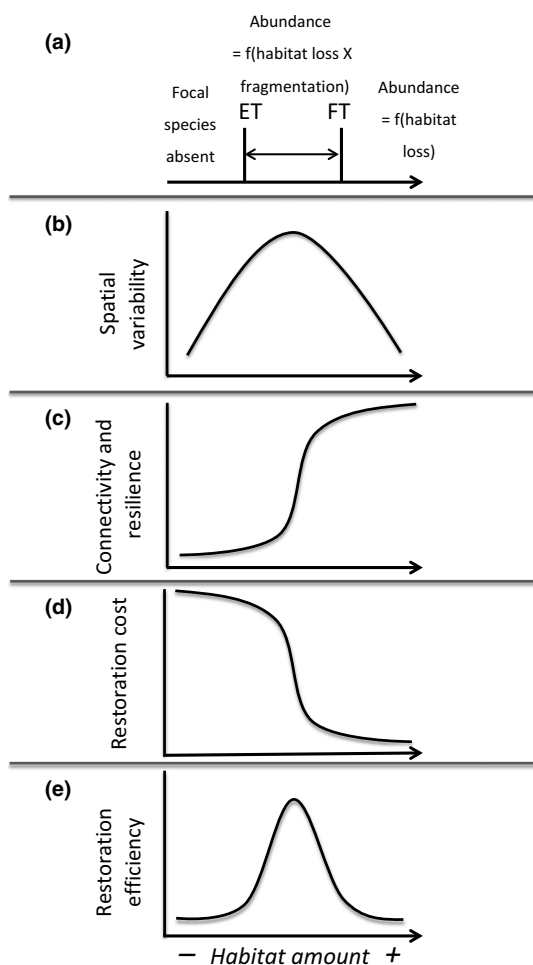 (a)
Abundance
= f(habitat loss X
fragmentation)
Focal
species
absent
ET
FT
Abundance
= f(habitat
loss)
(b)
Spatial
variability
(c)
Connectivity and
resilience
(d)
Restoration cost
(e)
Restoration
efficiency
− Habitat amount +